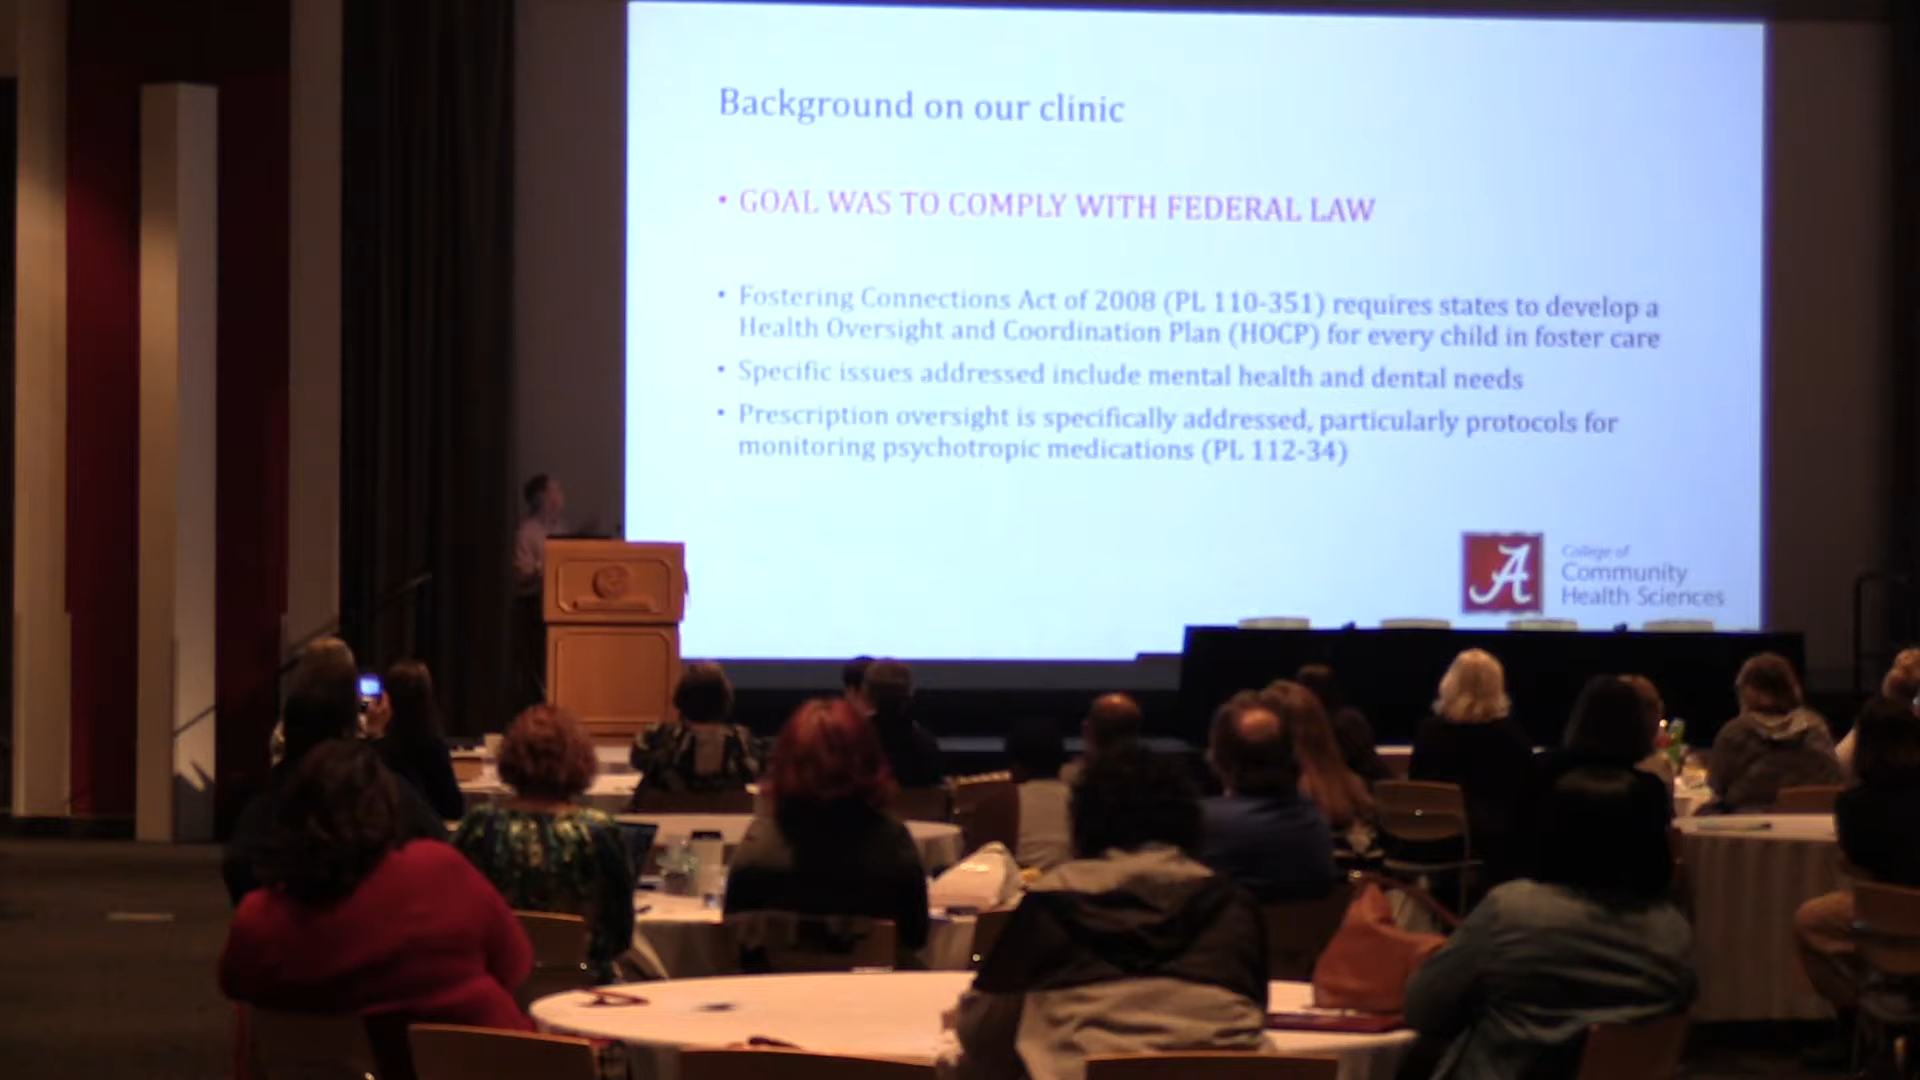 Background on our clinic
• GOAL WAS TO COMPLY WITH FEDERAL LAW
• Fostering Connections Act of 2008 (PL 110-351) requires states to develop a
Health Oversight and Coordination Plan (HOCP) for every child in foster care
• Specific issues addressed include mental health and dental needs
• Prescription oversight is specifically addressed, particularly protocols for
monitoring psychotropic medications (PL 112-34)
A
College of
Community
Health Sciences